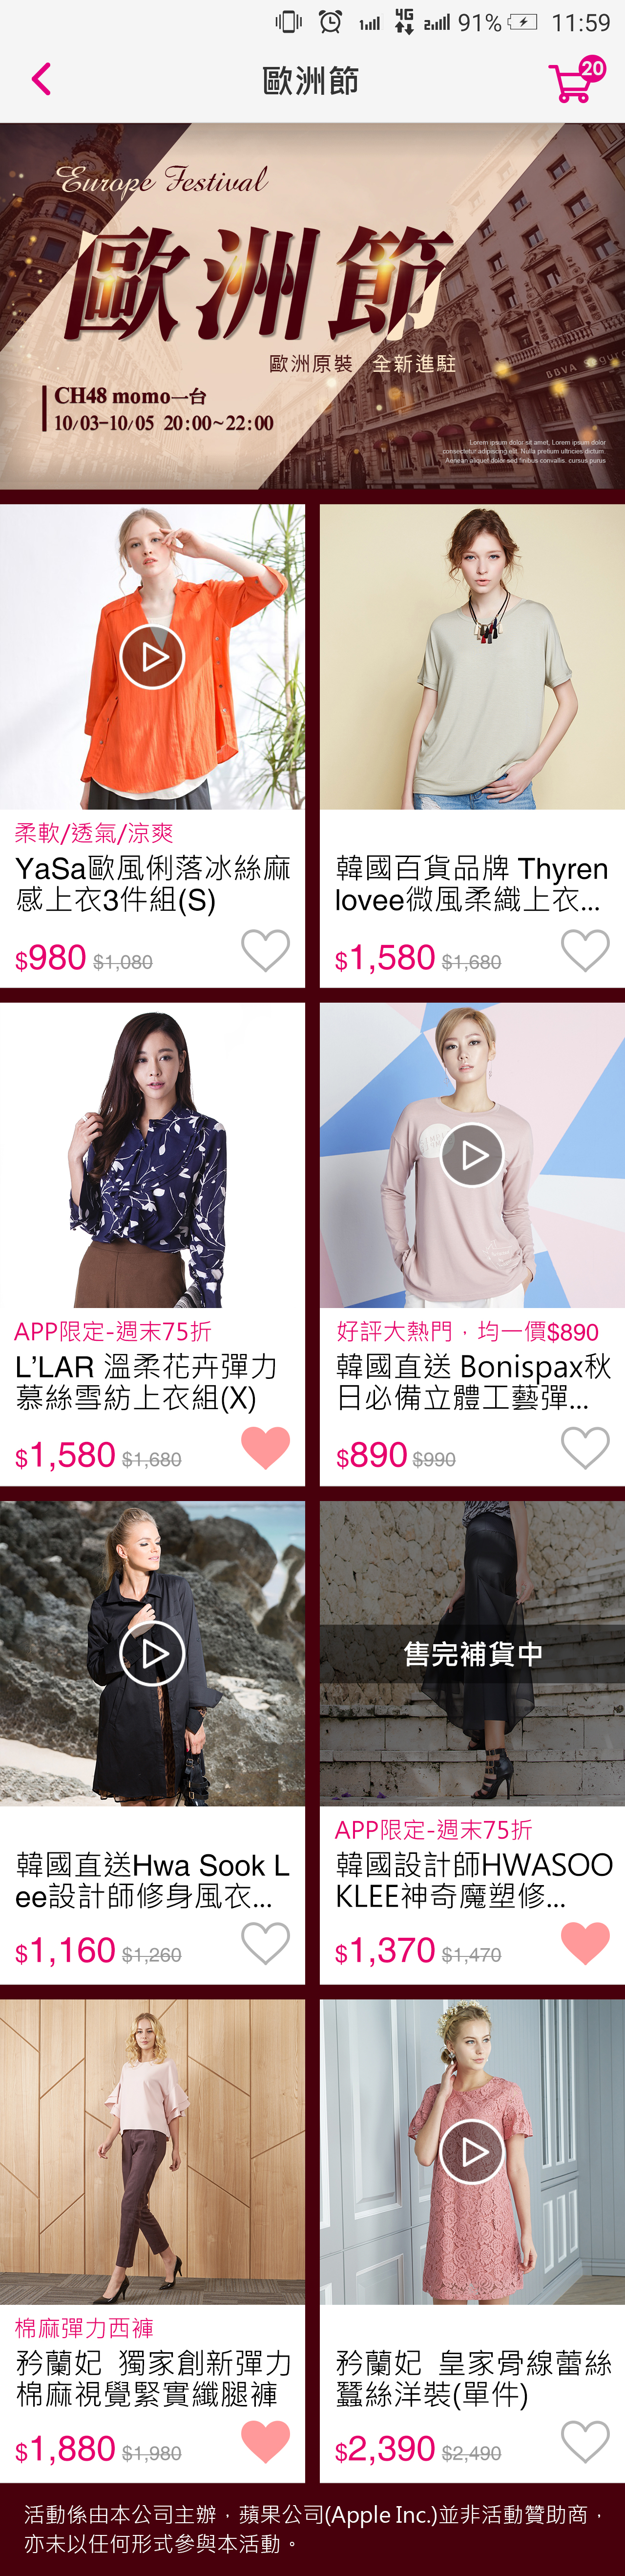 4G
91%
11:59
歐洲節
20
Europe Festival
歐洲節
歐洲原裝 全新進駐
CH48 momo一台
10/03-10/05 20:00~22:00
BBVA
Lorem ipsum dolor sit amet, Lorem ipsum dolor
consectetur adipiscing elit. Nulla pretium ultricies dictum.
Aenean aliquet dolor sed finibus convallis, cursus purus
柔軟/透氣/涼爽
YaSa歐風俐落冰絲麻
感上衣3件組(S)
$980 $1,080
韓國百貨品牌 Thyren
lovee微風柔織上衣...
$1,580 $1,680
APP限定-週末75折
L'LAR 溫柔花卉彈力
慕絲雪紡上衣組(X)
$1,580 $1,680
好評大熱門，均一價$890
韓國直送 Bonispax秋
日必備立體工藝彈...
$890 $990
韓國直送Hwa Sook L
ee設計師修身風衣...
$1,160 $1,260
售完補貨中
APP限定-週末75折
韓國設計師HWASOO
KLEE神奇魔塑修...
$1,370 $1,470
棉麻彈力西褲
矜蘭妃 獨家創新彈力
棉麻視覺緊實纖腿褲
$1,880 $1,980
矜蘭妃 皇家骨線蕾絲
蠶絲洋裝(單件)
$2,390 $2,490
活動係由本公司主辦，蘋果公司(Apple Inc.)並非活動贊助商，
亦未以任何形式參與本活動。